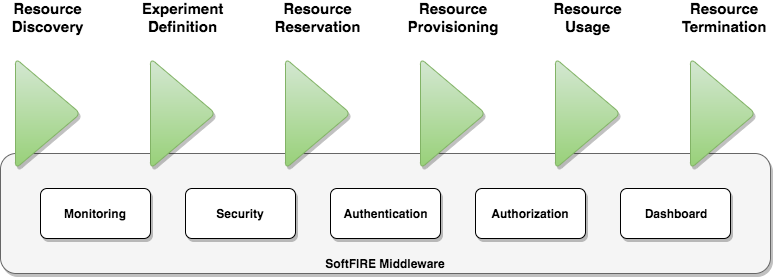 Resource
Discovery
Experiment
Definition
Resource
Reservation
Resource
Provisioning
Resource
Usage
Resource
Termination
Monitoring
Security
Authentication
Authorization
Dashboard
SoftFIRE Middleware